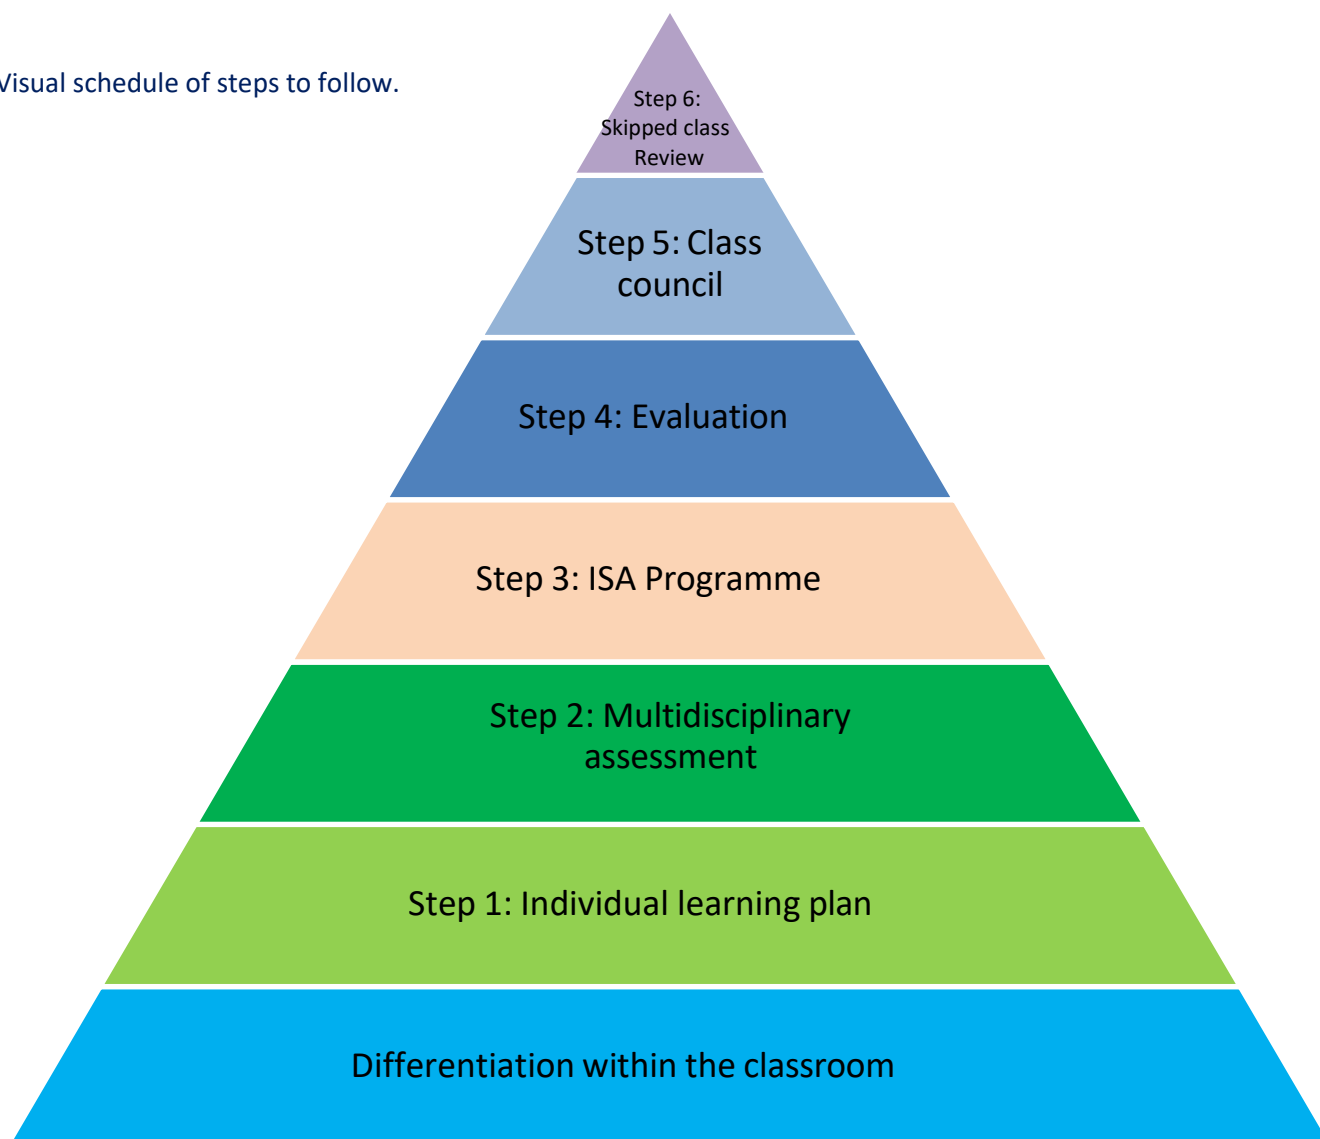 Visual schedule of steps to follow.
Step 6:
Skipped class
Review
Step 5: Class
council
Step 4: Evaluation
Step 3: ISA Programme
Step 2: Multidisciplinary
assessment
Step 1: Individual learning plan
Differentiation within the classroom